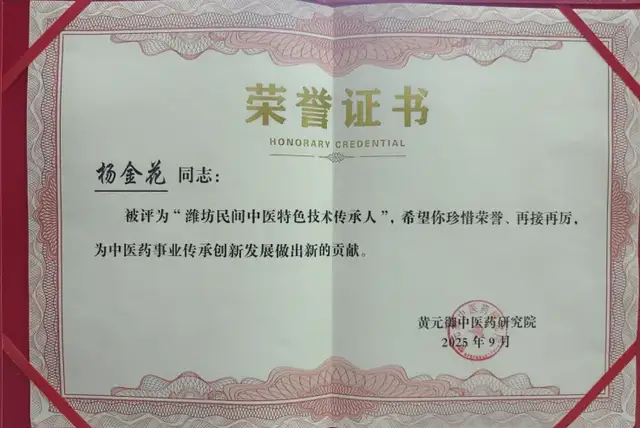 荣誉证书
HONORARY CREDENTIAL
杨金花 同志：
被评为“潍坊民间中医特色技术传承人”，希望你珍惜荣誉、再接再厉，
为中医药事业传承创新发展做出新的贡献。
黄元御中医药研究院
2025年9月